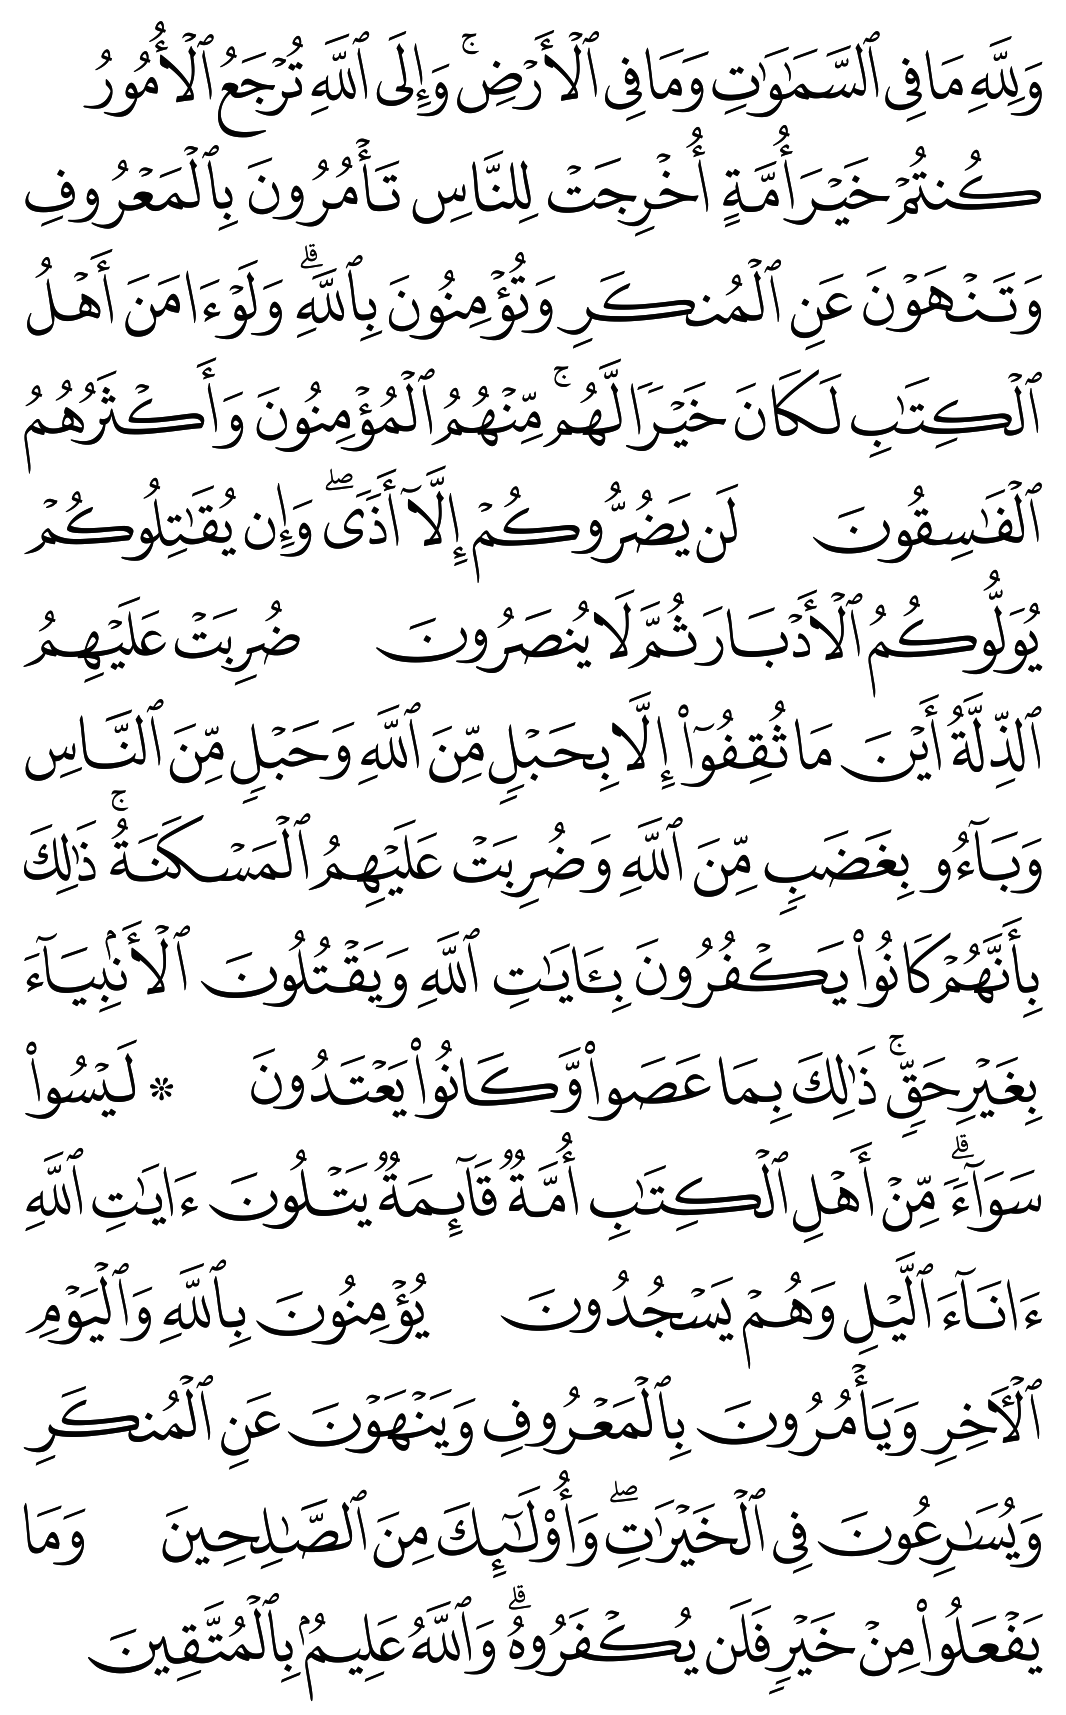 وَلِلَّهِ مَا فِي ٱلسَّمَٰوَٰتِ وَمَا فِي ٱلْأَرْضِۚ وَإِلَى ٱللَّهِ تُرْجَعُ ٱلْأُمُورُ
كُنتُمْ خَيْرَ أُمَّةٍ أُخْرِجَتْ لِلنَّاسِ تَأْمُرُونَ بِٱلْمَعْرُوفِ
وَتَنْهَوْنَ عَنِ ٱلْمُنكَرِ وَتُؤْمِنُونَ بِٱللَّهِۗ وَلَوْ ءَامَنَ أَهْلُ
ٱلْكِتَٰبِ لَكَانَ خَيْرًا لَّهُمۚ مِّنْهُمُ ٱلْمُؤْمِنُونَ وَأَكْثَرُهُمُ
ٱلْفَٰسِقُونَ لَن يَضُرُّوكُمْ إِلَّآ أَذًىۖ وَإِن يُقَٰتِلُوكُمْ
يُوَلُّوكُمُ ٱلْأَدْبَارَ ثُمَّ لَا يُنصَرُونَ ضُرِبَتْ عَلَيْهِمُ
ٱلذِّلَّةُ أَيْنَ مَا ثُقِفُوٓا۟ إِلَّا بِحَبْلٍ مِّنَ ٱللَّهِ وَحَبْلٍ مِّنَ ٱلنَّاسِ
وَبَآءُو بِغَضَبٍ مِّنَ ٱللَّهِ وَضُرِبَتْ عَلَيْهِمُ ٱلْمَسْكَنَةُۚ ذَٰلِكَ
بِأَنَّهُمْ كَانُوا۟ يَكْفُرُونَ بِـَٔايَٰتِ ٱللَّهِ وَيَقْتُلُونَ ٱلْأَنۢبِيَآءَ
بِغَيْرِ حَقٍّۚ ذَٰلِكَ بِمَا عَصَوا۟ وَّكَانُوا۟ يَعْتَدُونَ * لَيْسُوا۟
سَوَآءًۗ مِّنْ أَهْلِ ٱلْكِتَٰبِ أُمَّةٌ قَآئِمَةٌ يَتْلُونَ ءَايَٰتِ ٱللَّهِ
ءَانَآءَ ٱلَّيْلِ وَهُمْ يَسْجُدُونَ يُؤْمِنُونَ بِٱللَّهِ وَٱلْيَوْمِ
ٱلْـَٔاخِرِ وَيَأْمُرُونَ بِٱلْمَعْرُوفِ وَيَنْهَوْنَ عَنِ ٱلْمُنكَرِ
وَيُسَٰرِعُونَ فِي ٱلْخَيْرَٰتِۖ وَأُو۟لَٰٓئِكَ مِنَ ٱلصَّٰلِحِينَ وَمَا
يَفْعَلُوا۟ مِنْ خَيْرٍ فَلَن يُكْفَرُوهُۗ وَٱللَّهُ عَلِيمٌۢ بِٱلْمُتَّقِينَ